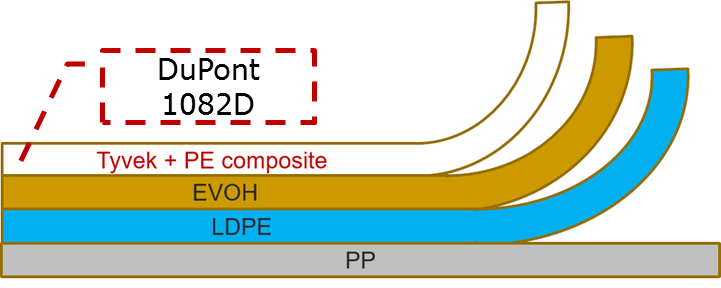 DuPont
1082D
Tyvek + PE composite
EVOH
LDPE
PP